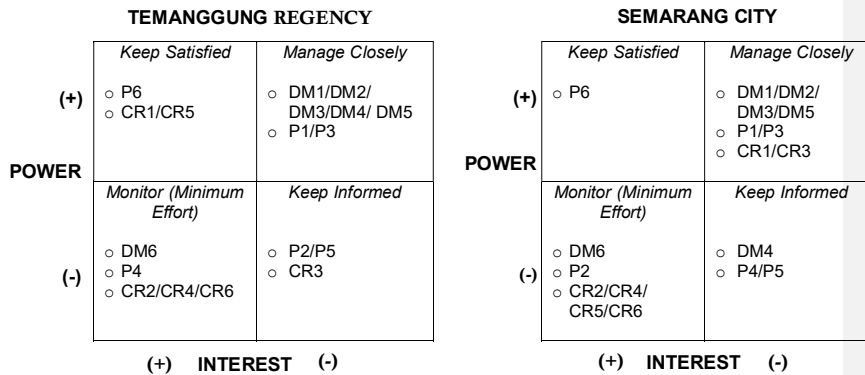 TEMANGGUNG REGENCY
Keep Satisfied
Manage Closely
(+)
○ P6
○ CR1/CR5
○ DM1/DM2/
DM3/DM4/ DM5
○ P1/P3
POWER
Monitor (Minimum
Effort)
Keep Informed
(-)
○ DM6
○ P4
○ CR2/CR4/CR6
○ P2/P5
○ CR3
(+) INTEREST (-)
SEMARANG CITY
Keep Satisfied
Manage Closely
(+)
○ P6
○ DM1/DM2/
DM3/DM5
○ P1/P3
○ CR1/CR3
POWER
Monitor (Minimum
Effort)
Keep Informed
(-)
○ DM6
○ P2
○ CR2/CR4/
CR5/CR6
○ DM4
○ P4/P5
(+) INTEREST (-)